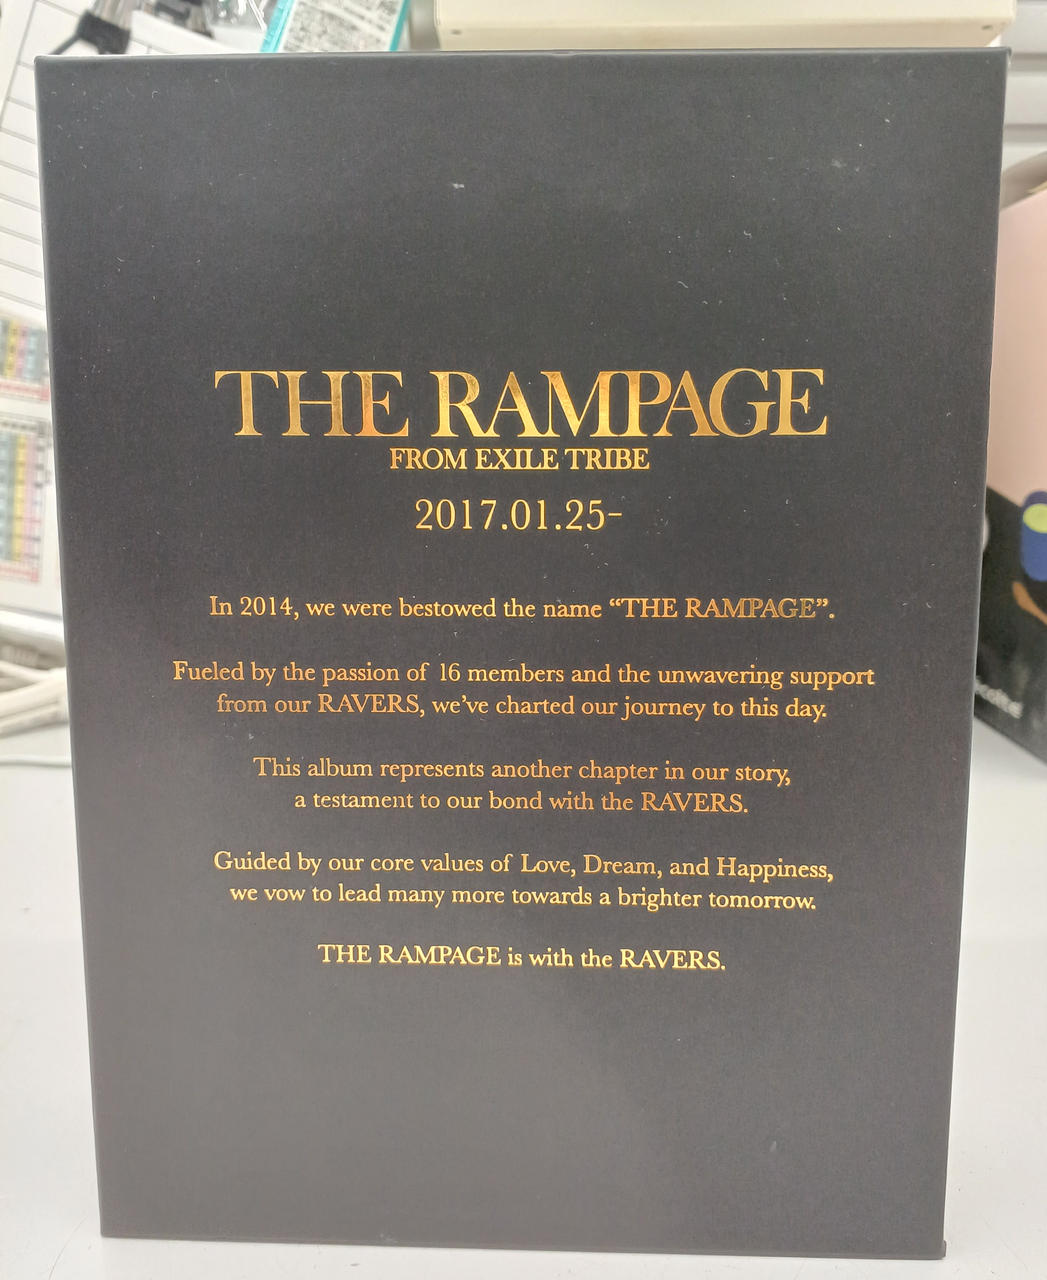 THE RAMPAGE
FROM EXILE TRIBE
2017.01.25-
In 2014, we were bestowed the name “THE RAMPAGE”.
Fueled by the passion of 16 members and the unwavering support
from our RAVERS, we’ve charted our journey to this day.
This album represents another chapter in our story,
a testament to our bond with the RAVERS.
Guided by our core values of Love, Dream, and Happiness,
we vow to lead many more towards a brighter tomorrow.
THE RAMPAGE is with the RAVERS.